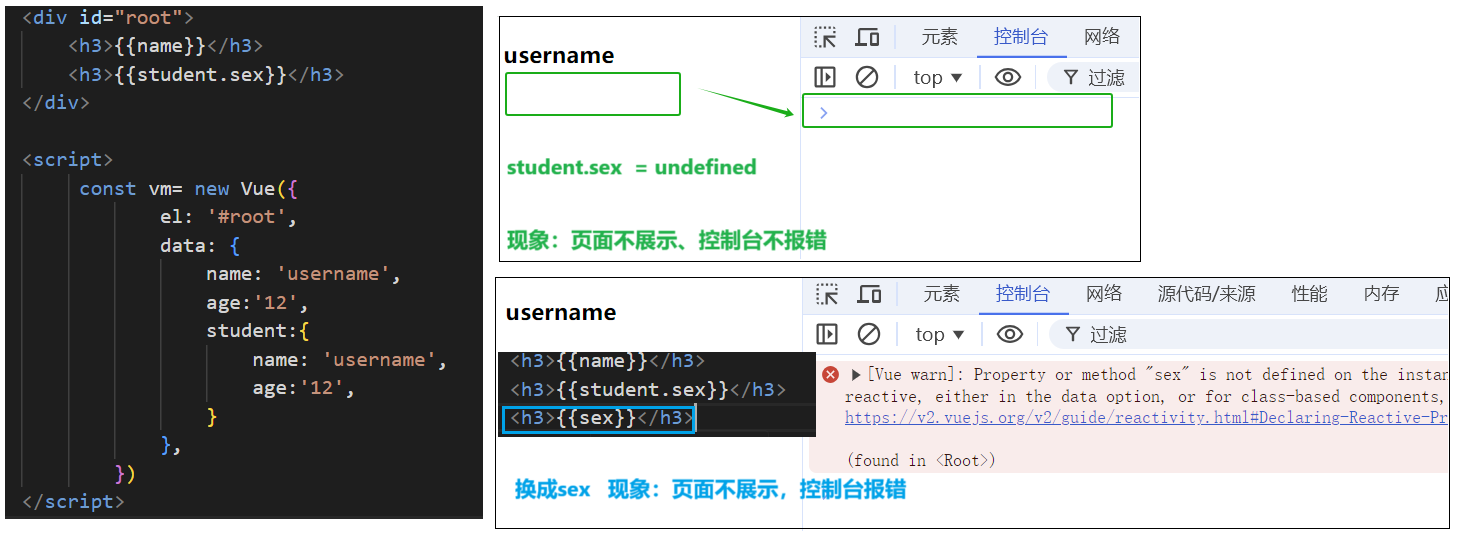 <div id="root">
<h3>{{name}}</h3>
<h3>{{student.sex}}</h3>
</div>
<script>
const vm= new Vue({
el: '#root',
data: {
name: 'username',
age:'12',
student:{
name: 'username',
age:'12',
}
},
})
</script>
username
元素 控制台 网络
top ▼ 过滤
>
student.sex = undefined
现象：页面不展示、控制台不报错
username
元素 控制台 网络 源代码/来源 性能 内存
top ▼ 过滤
<h3>{{name}}</h3>
<h3>{{student.sex}}</h3>
<h3>{{sex}}</h3>
▶[Vue warn]: Property or method "sex" is not defined on the instan
reactive, either in the data option, or for class-based components,
https://v2.vuejs.org/v2/guide/reactivity.html#Declaring-Reactive-Pr
(found in <Root>)
换成sex 现象：页面不展示，控制台报错